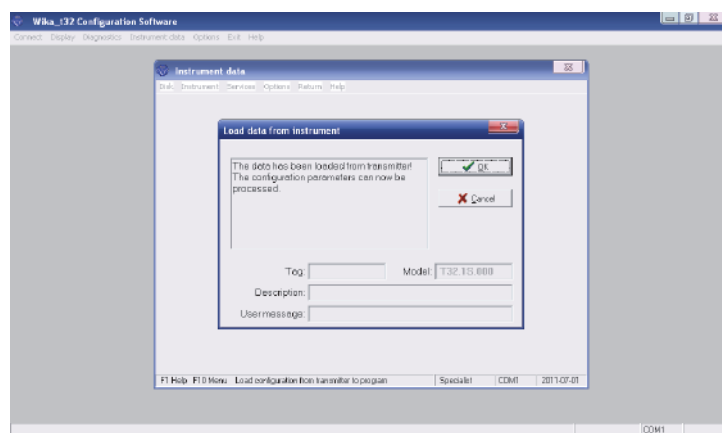 Wika_t32 Configuration Software
Connect Display Diagnostics Instrument data Options Exit Help
Instrument data
Disk Instrument Services Options Return Help
Load data from instrument
The data has been loaded from transmitter!
The configuration parameters can now be
processed.
OK
Cancel
Tag:
Model: T32.1S.000
Description:
Usermessage:
F1 Help F10 Menu Load configuration from transmitter to program Specialist COM1 2011-07-01
COM1